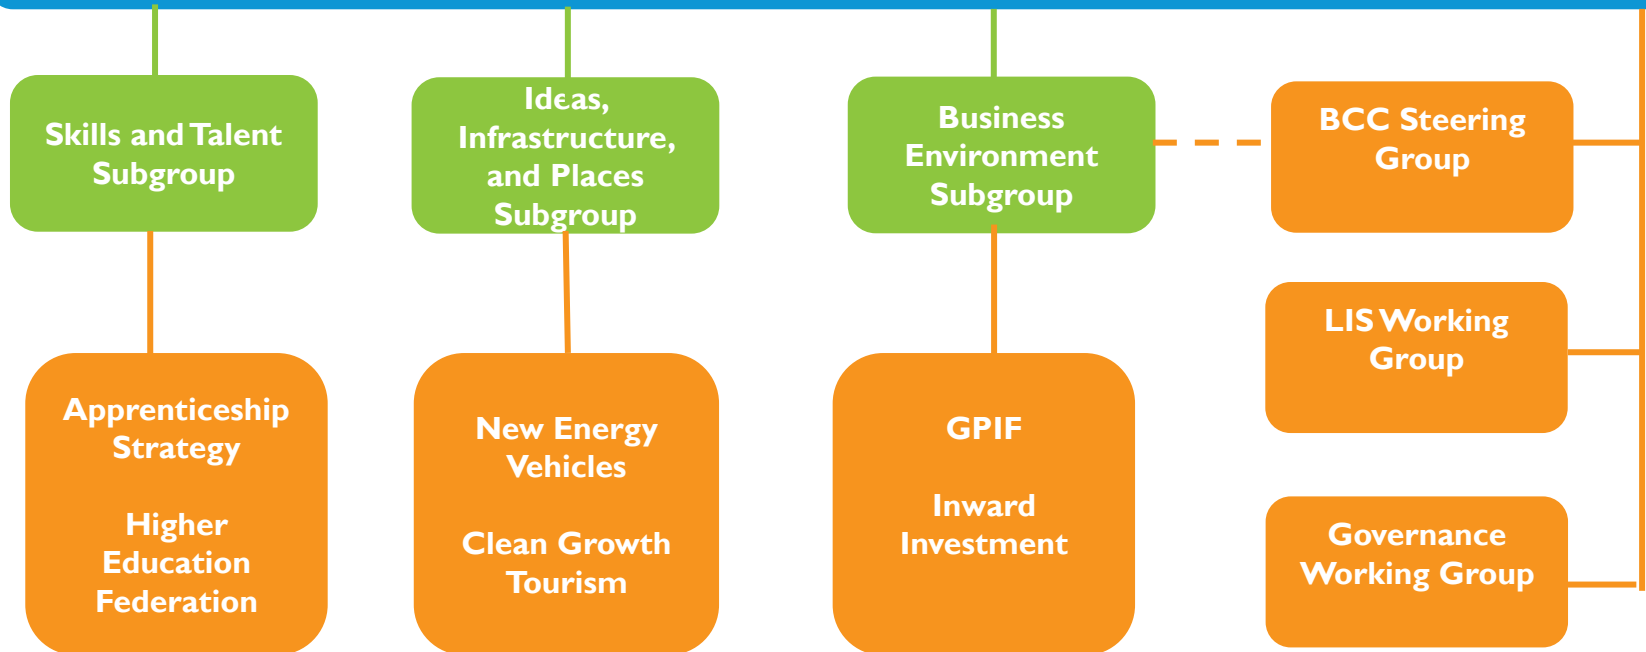 Skills and Talent
Subgroup
Ideas,
Infrastructure,
and Places
Subgroup
Business
Environment
Subgroup
BCC Steering
Group
LIS Working
Group
Governance
Working Group
Apprenticeship
Strategy
Higher
Education
Federation
New Energy
Vehicles
Clean Growth
Tourism
GPIF
Inward
Investment